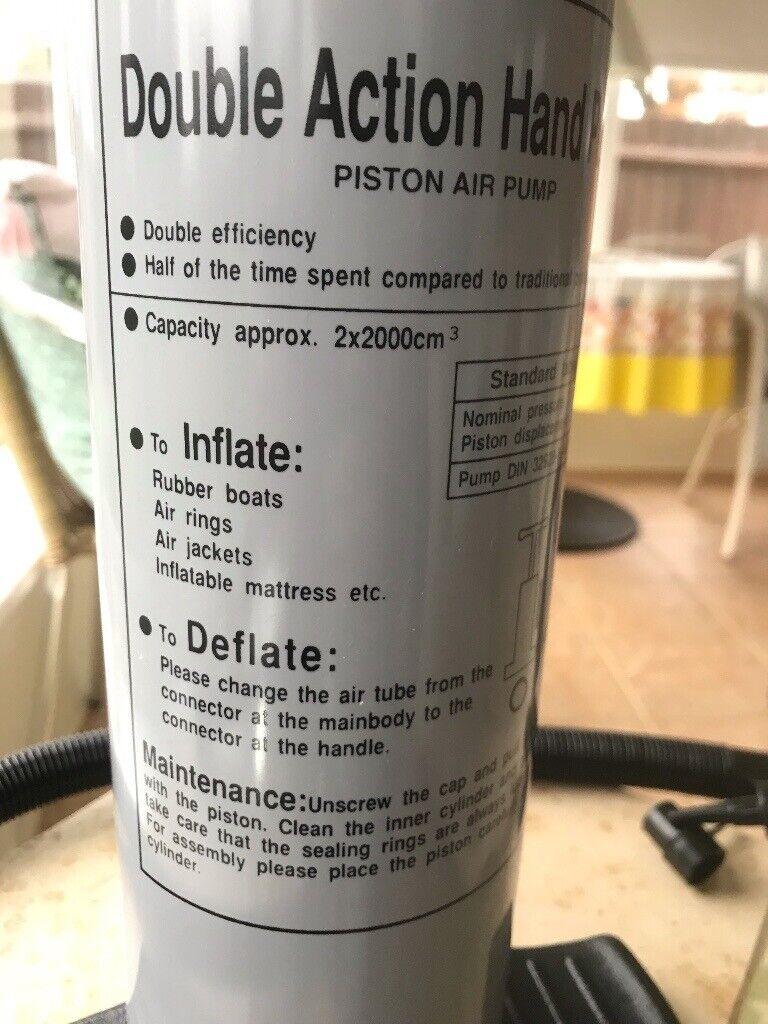 Double Action Hand
PISTON AIR PUMP
● Double efficiency
● Half of the time spent compared to traditional
● Capacity approx. 2x2000cm³
Standard
Nominal
Piston
Pump DIN
● To Inflate:
Rubber boats
Air rings
Air jackets
Inflatable mattress etc.
● To Deflate:
Please change the air tube from the
connector at the mainbody to the
connector at the handle.
Maintenance:Unscrew the cap and
with the piston. Clean the inner cylinder
take care that the sealing rings are always
For assembly please place the piston
cylinder.